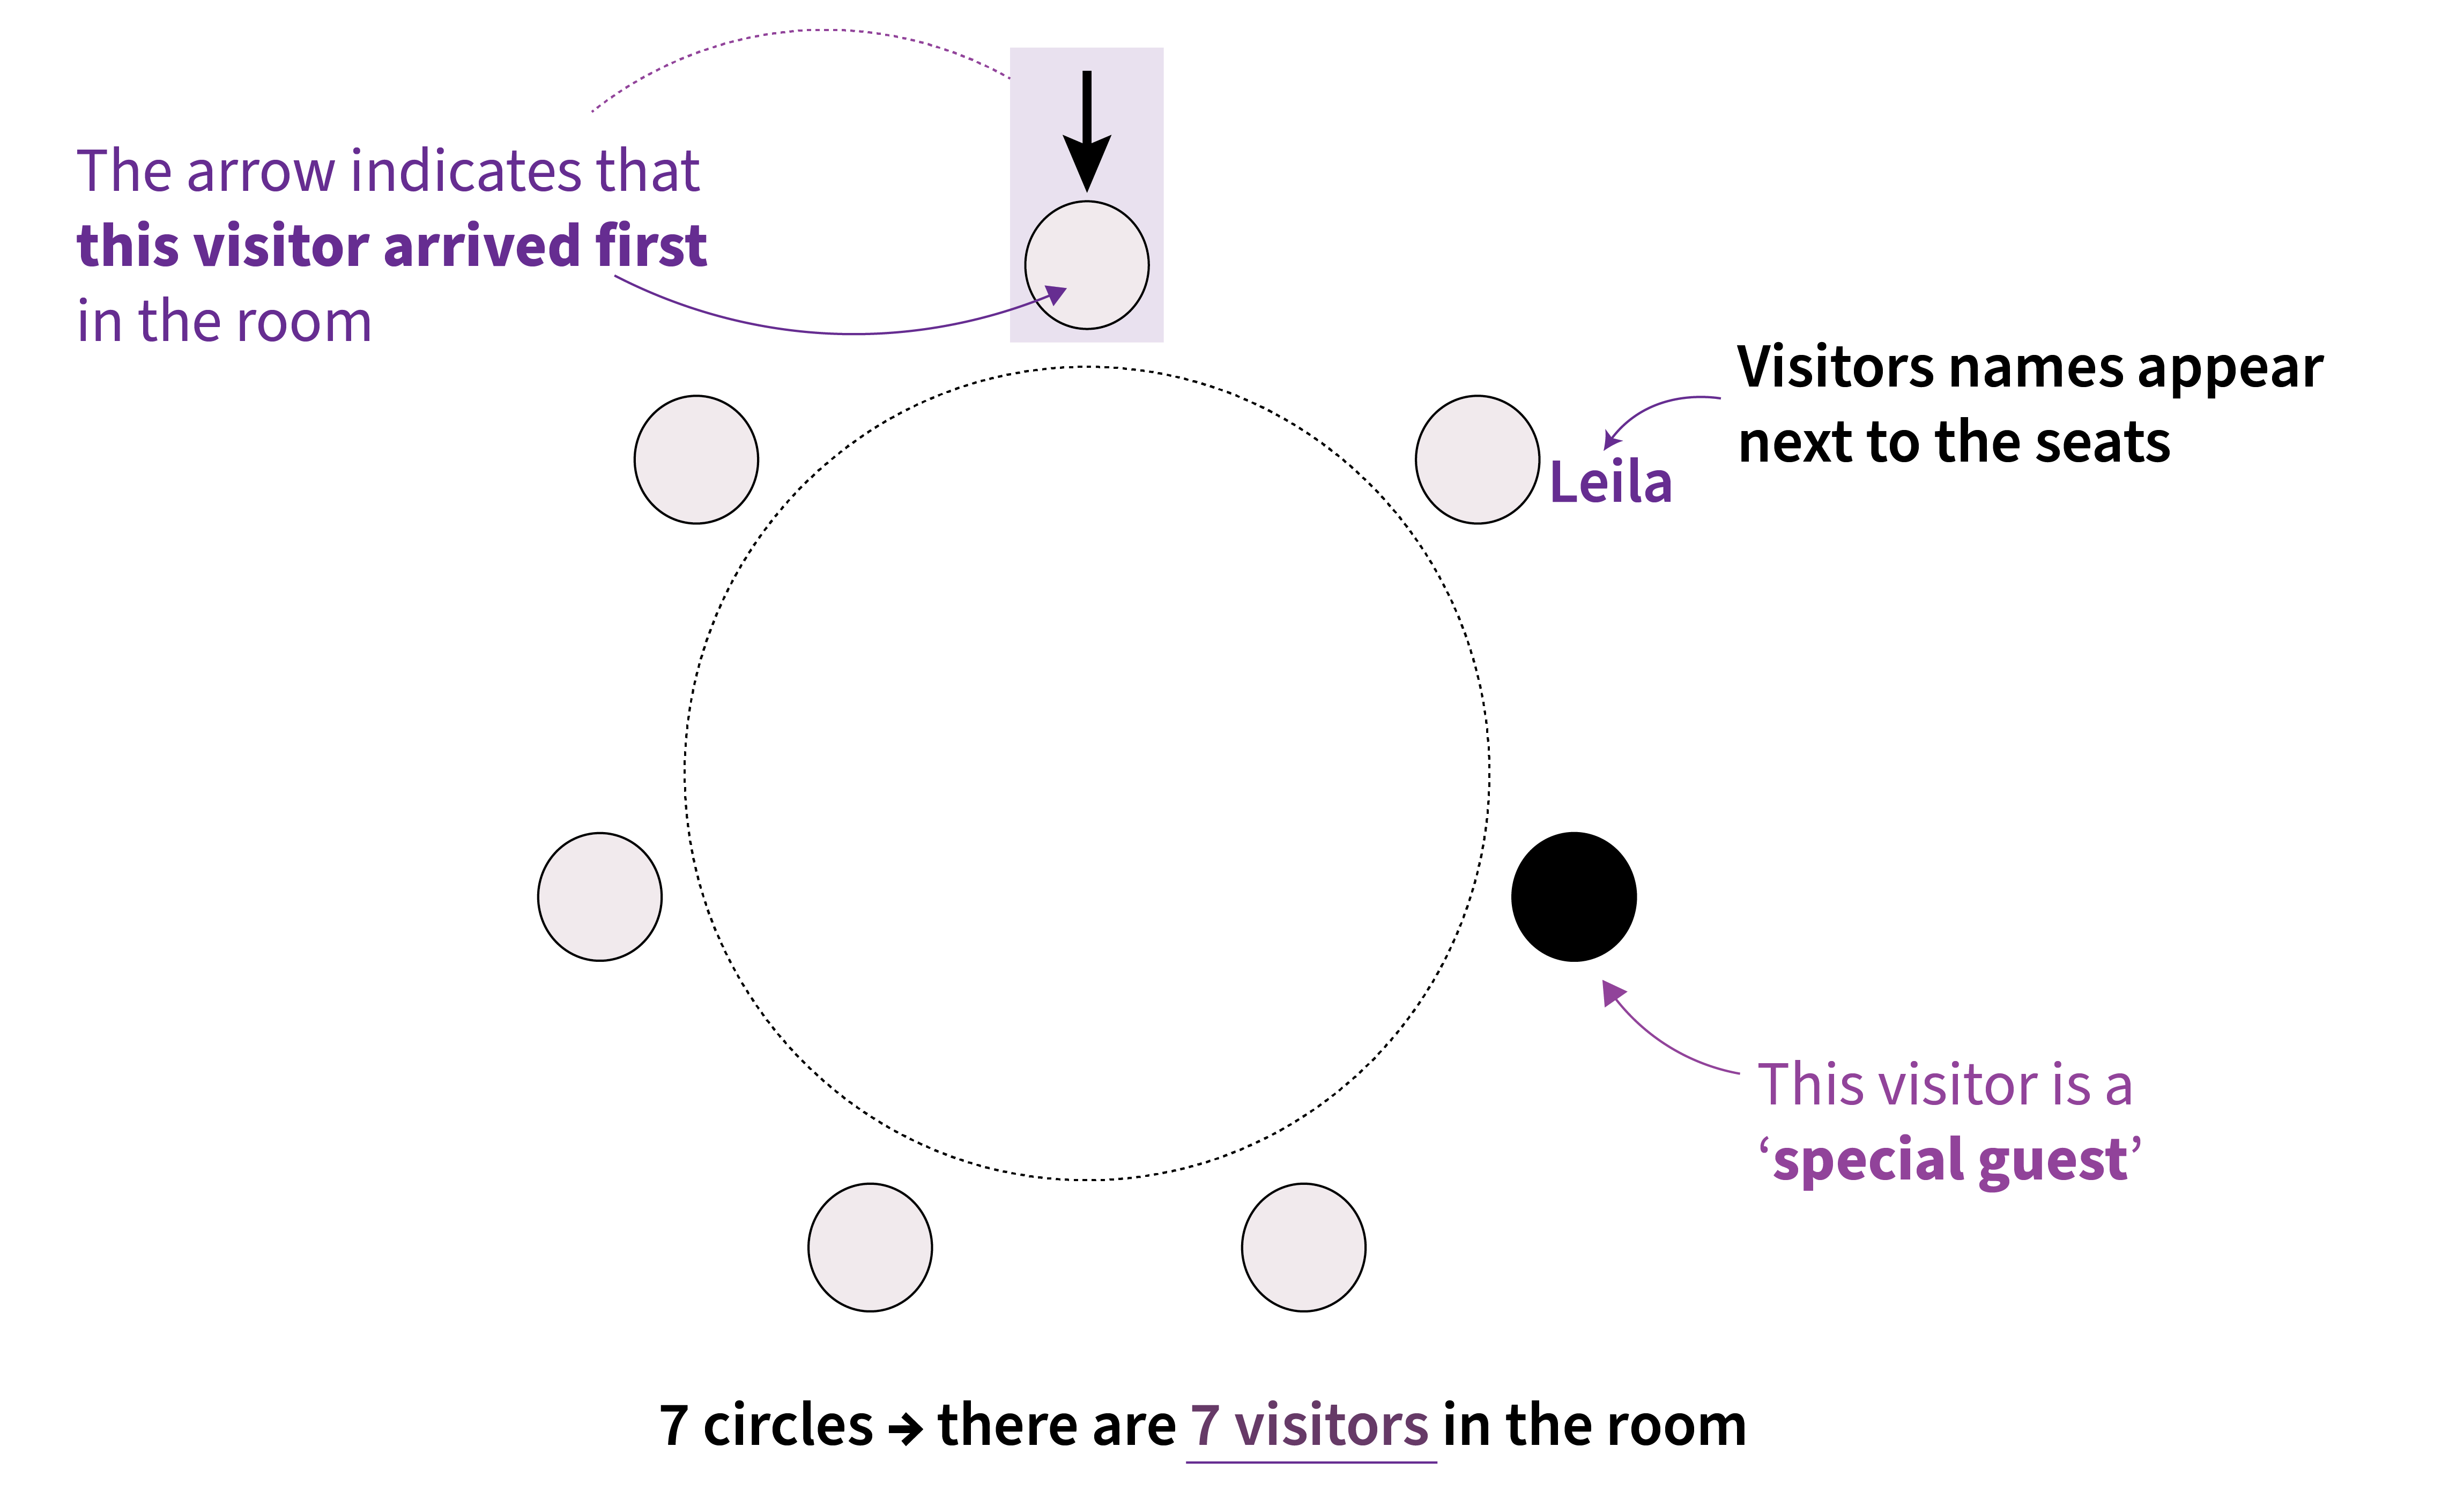 The arrow indicates that
this visitor arrived first
in the room
Visitors names appear
next to the seats
Leila
This visitor is a
‘special guest’
7 circles → there are 7 visitors in the room